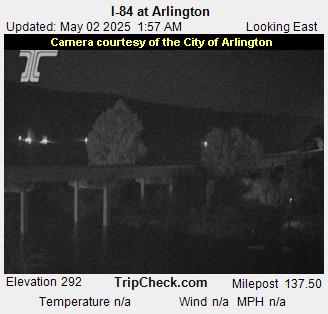 I-84 at Arlington
Updated: May 02 2025 1:57 AM Looking East
Camera courtesy of the City of Arlington
Elevation 292 TripCheck.com Milepost 137.50
Temperature n/a Wind n/a MPH n/a